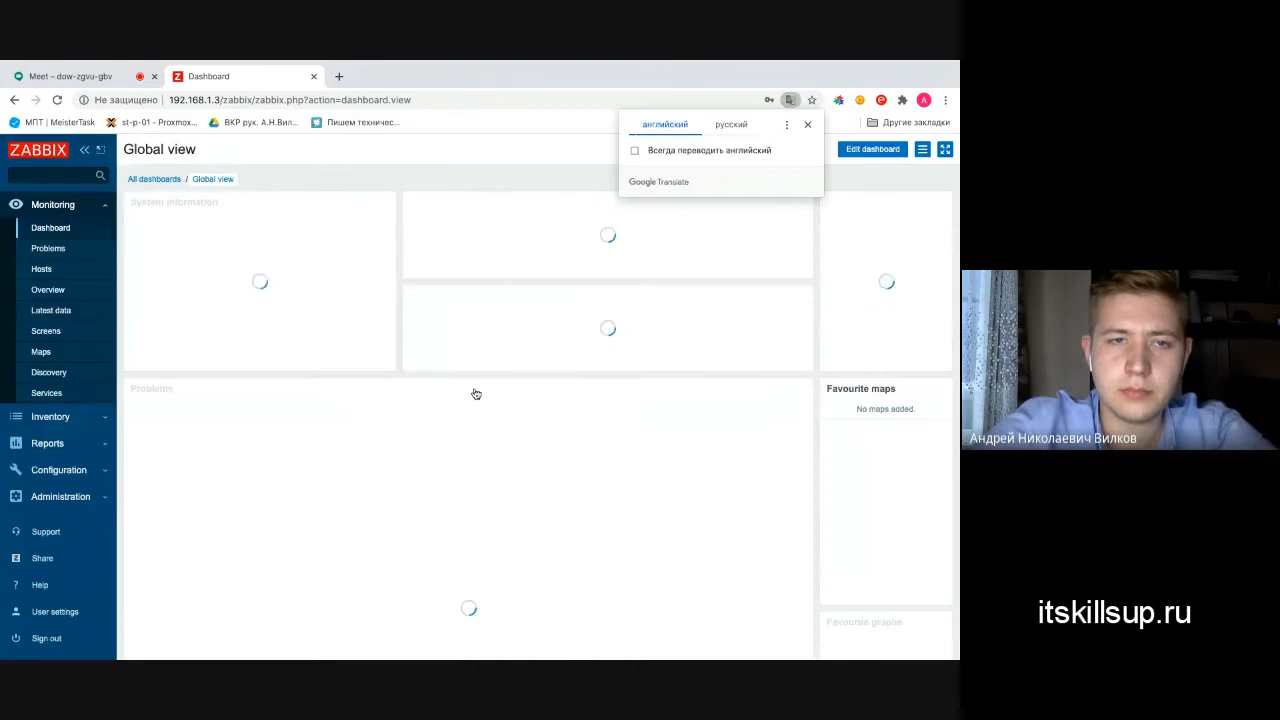 Meet – dow-zgvu-gbv
Dashboard
Не защищено
192.168.1.3/zabbix/zabbix.php?action=dashboard.view
МПТ | MeisterTask
st-p-01 - Proxmox...
ВКР рук. А.Н.Вил...
Пишем техничес...
Другие закладки
английский
русский
Всегда переводить английский
Google Translate
ZABBIX
Global view
Edit dashboard
All dashboards / Global view
Monitoring
Dashboard
Problems
Hosts
Overview
Latest data
Screens
Maps
Discovery
Services
Inventory
Reports
Configuration
Administration
Support
Share
Help
User settings
Sign out
System information
Problems
Favourite maps
No maps added.
Favourite graphs
Андрей Николаевич Вилков
itskillsup.ru